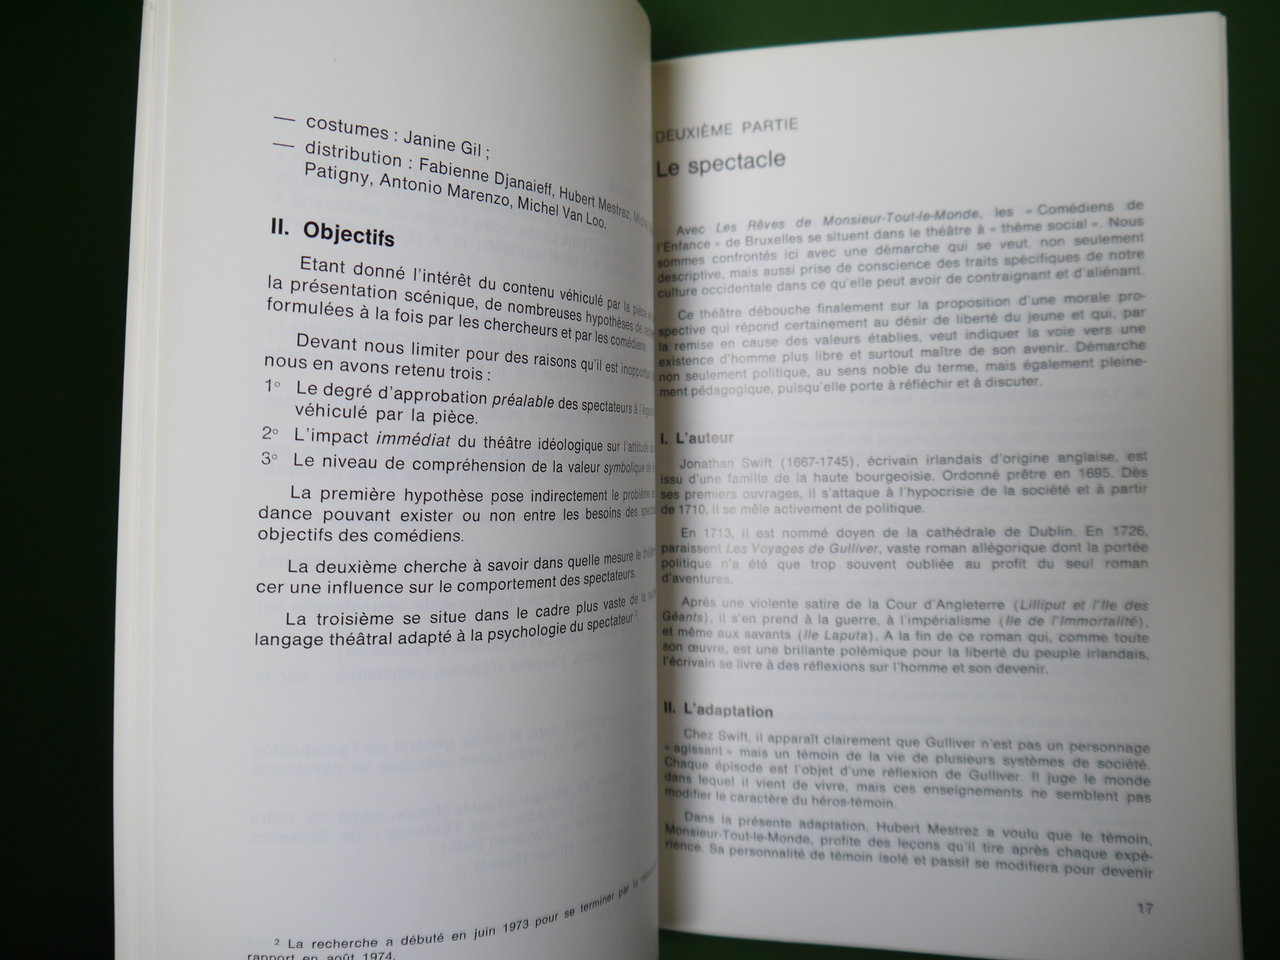 — costumes : Janine Gil ;
— distribution : Fabienne Djanaieff, Hubert Mestrez,
Patigny, Antonio Marenzo, Michel Van Loo.
II. Objectifs
Etant donné l'intérêt du contenu véhiculé par la pièce
la présentation scénique, de nombreuses hypothèses de
formulées à la fois par les chercheurs et par les comédiens.
Devant nous limiter pour des raisons qu'il est
nous en avons retenu trois :
1° Le degré d'approbation préalable des spectateurs à
véhiculé par la pièce.
2° L'impact immédiat du théâtre idéologique sur l'attitude
3° Le niveau de compréhension de la valeur symbolique
La première hypothèse pose indirectement le problème
dance pouvant exister ou non entre les besoins des
objectifs des comédiens.
La deuxième cherche à savoir dans quelle mesure le
cer une influence sur le comportement des spectateurs.
La troisième se situe dans le cadre plus vaste de la
langage théâtral adapté à la psychologie du spectateur ².
² La recherche a débuté en juin 1973 pour se terminer par la
rapport en août 1974.
DEUXIÈME PARTIE
Le spectacle
Avec Les Rêves de Monsieur-Tout-le-Monde, les « Comédiens de
l'Enfance » de Bruxelles se situent dans le théâtre à « thème social ». Nous
sommes confrontés ici avec une démarche qui se veut, non seulement
descriptive, mais aussi prise de conscience des traits spécifiques de notre
culture occidentale dans ce qu'elle peut avoir de contraignant et d'aliénant.
Ce théâtre débouche finalement sur la proposition d'une morale pro-
spective qui répond certainement au désir de liberté du jeune et qui, par
la remise en cause des valeurs établies, veut indiquer la voie vers une
existence d'homme plus libre et surtout maître de son avenir. Démarche
non seulement politique, au sens noble du terme, mais également pleine-
ment pédagogique, puisqu'elle porte à réfléchir et à discuter.
I. L'auteur
Jonathan Swift (1667-1745), écrivain irlandais d'origine anglaise, est
issu d'une famille de la haute bourgeoisie. Ordonné prêtre en 1695. Dès
ses premiers ouvrages, il s'attaque à l'hypocrisie de la société et à partir
de 1710, il se mêle activement de politique.
En 1713, il est nommé doyen de la cathédrale de Dublin. En 1726,
paraissent Les Voyages de Gulliver, vaste roman allégorique dont la portée
politique n'a été que trop souvent oubliée au profit du seul roman
d'aventures.
Après une violente satire de la Cour d'Angleterre (Lilliput et l'Ile des
Géants), il s'en prend à la guerre, à l'impérialisme (Ile de l'Immortalité),
et même aux savants (Ile Laputa). A la fin de ce roman qui, comme toute
son œuvre, est une brillante polémique pour la liberté du peuple irlandais,
l'écrivain se livre à des réflexions sur l'homme et son devenir.
II. L'adaptation
Chez Swift, il apparaît clairement que Gulliver n'est pas un personnage
« agissant » mais un témoin de la vie de plusieurs systèmes de société.
Chaque épisode est l'objet d'une réflexion de Gulliver. Il juge le monde
dans lequel il vient de vivre, mais ces enseignements ne semblent pas
modifier le caractère du héros-témoin.
Dans la présente adaptation, Hubert Mestrez a voulu que le témoin,
Monsieur-Tout-le-Monde, profite des leçons qu'il tire après chaque expé-
rience. Sa personnalité de témoin isolé et passif se modifiera pour devenir
17